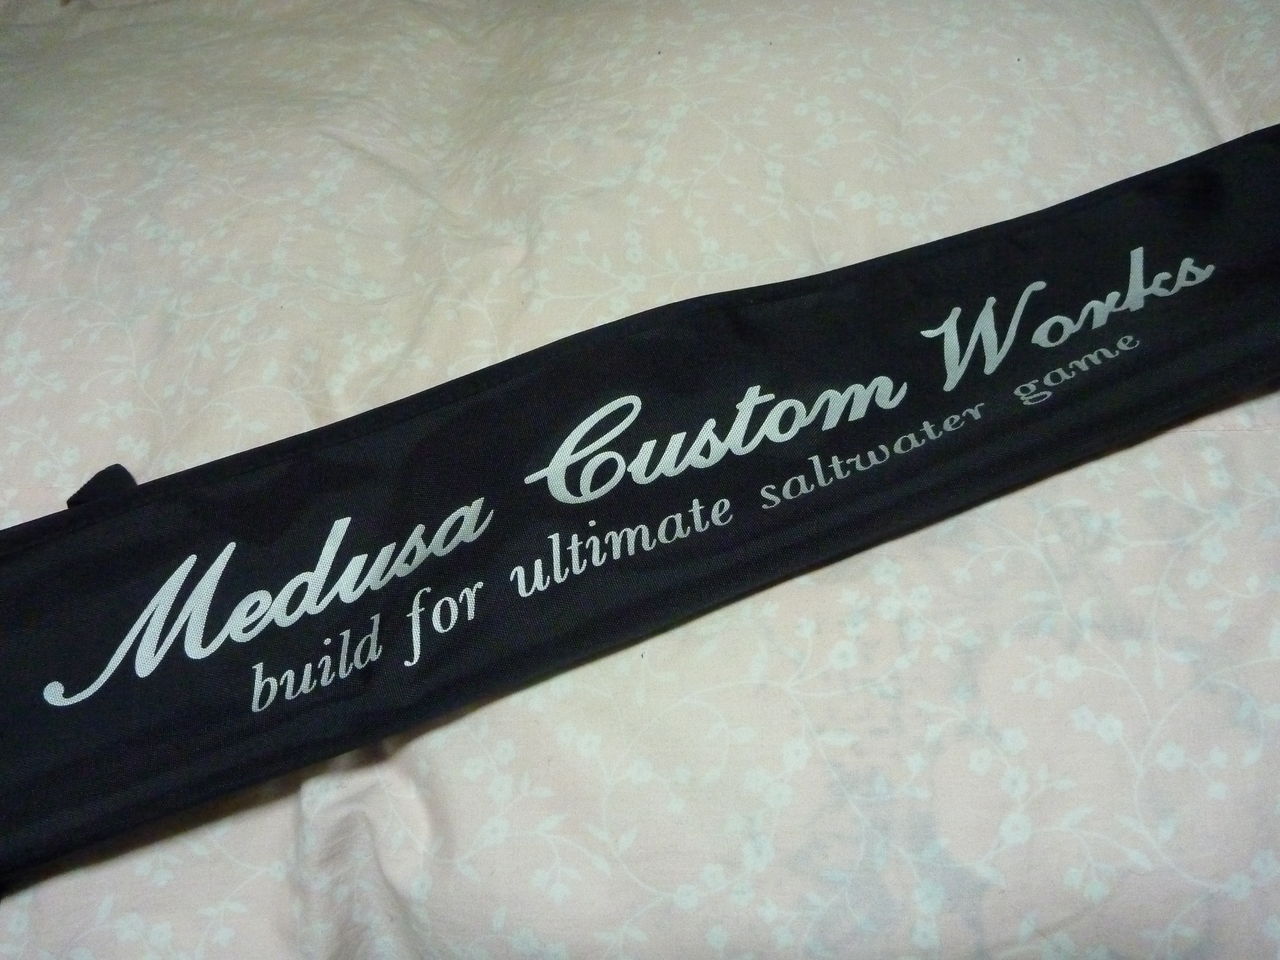 Medusa Custom Works
build for ultimate saltwater game